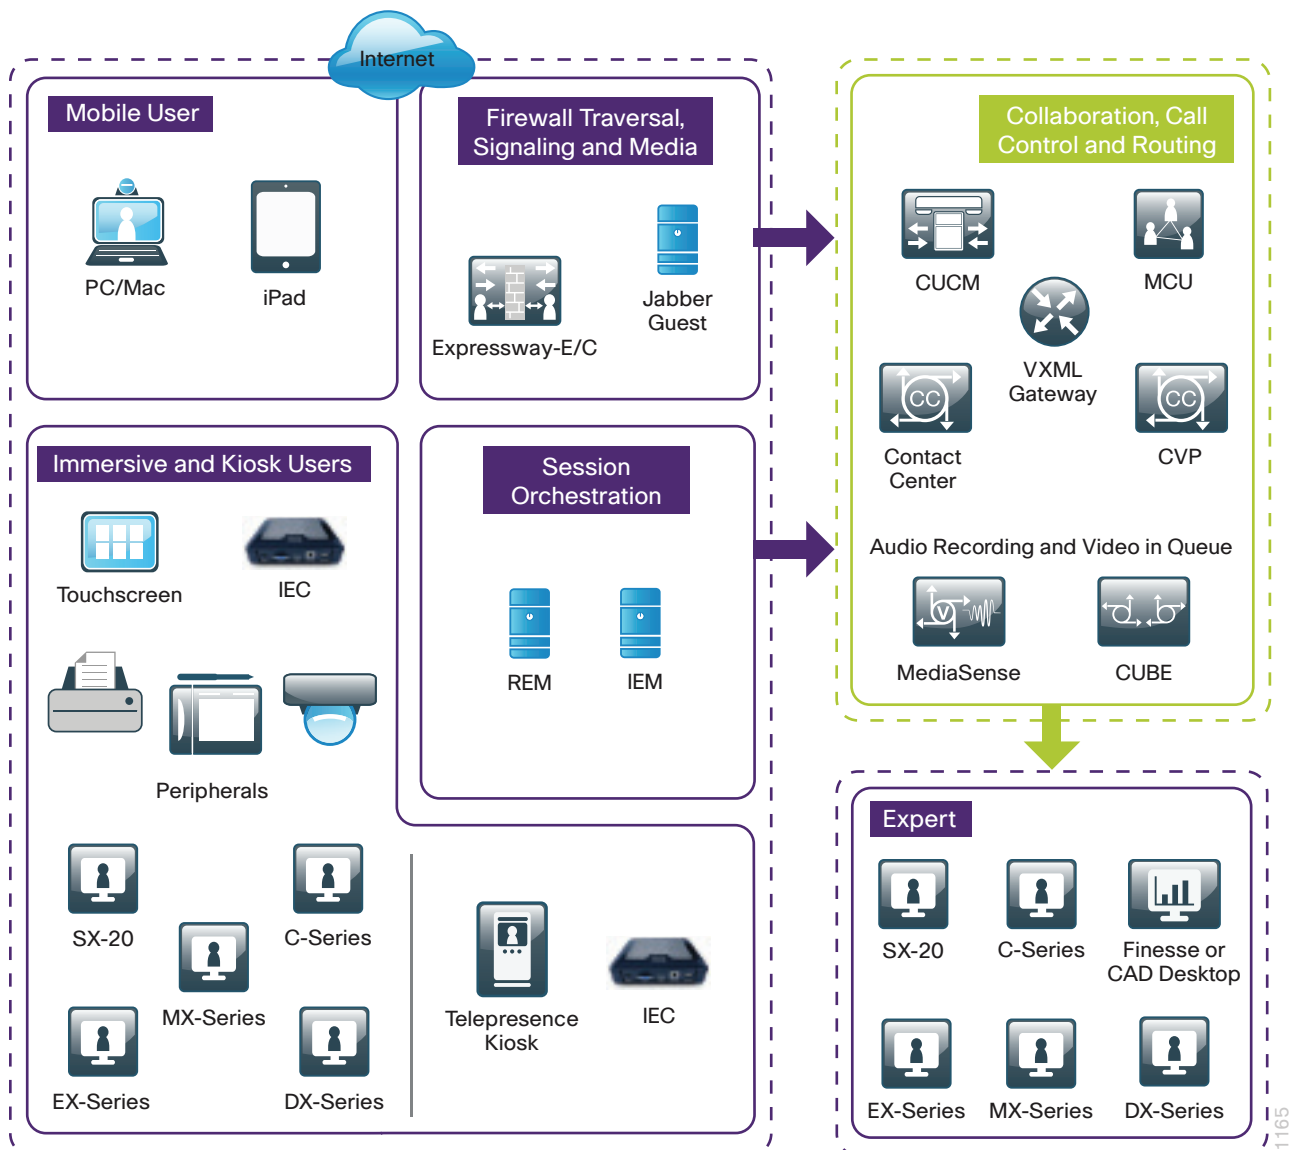 Internet
Mobile User
PC/Mac
iPad
Firewall Traversal,
Signaling and Media
Expressway-E/C
Jabber
Guest
Collaboration, Call
Control and Routing
CUCM
MCU
VXML
Gateway
CC
Contact
Center
CC
CVP
Audio Recording and Video in Queue
V
MediaSense
CUBE
Immersive and Kiosk Users
Touchscreen
IEC
Peripherals
SX-20
C-Series
MX-Series
EX-Series
DX-Series
Telepresence
Kiosk
IEC
Session
Orchestration
REM
IEM
Expert
SX-20
C-Series
Finesse or
CAD Desktop
EX-Series
MX-Series
DX-Series
1165